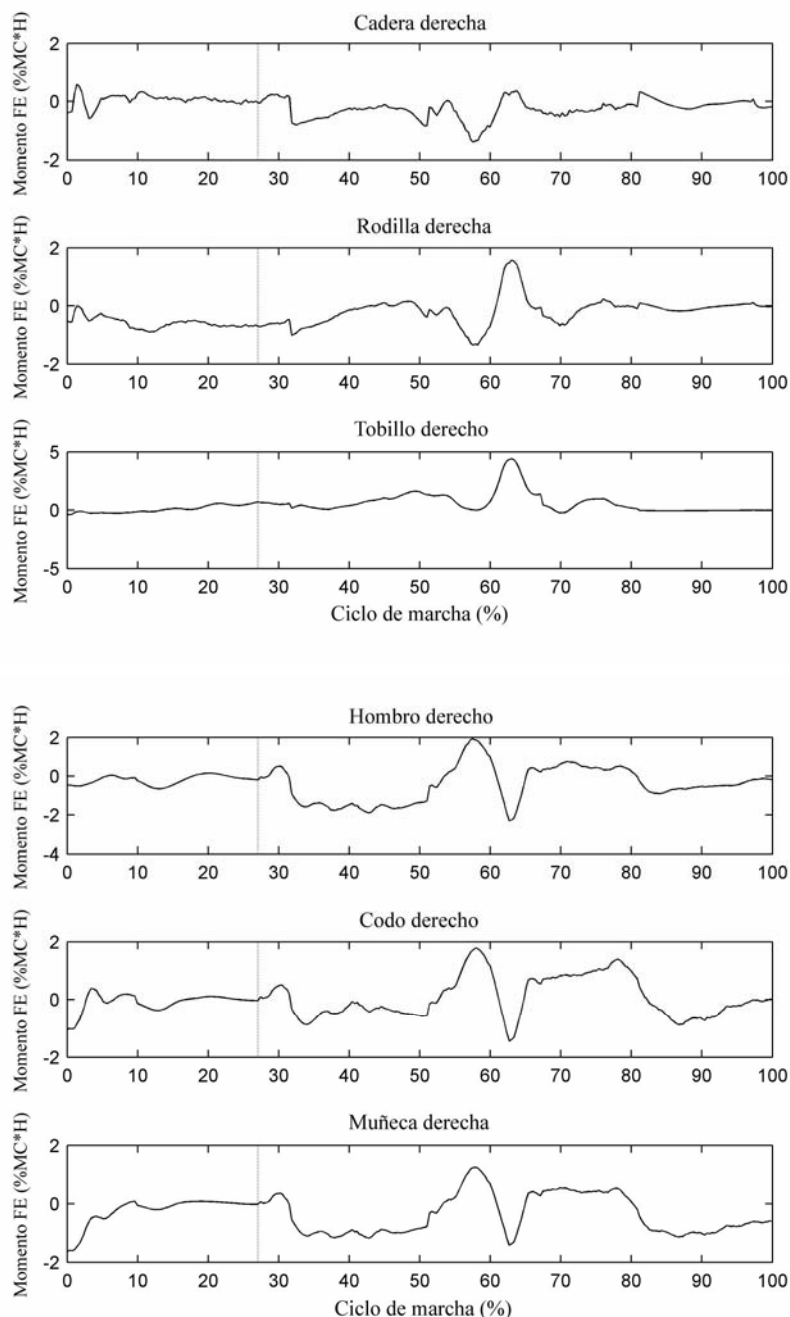 Cadera derecha
Momento FE (%MC*H)
2
0
-2
0 10 20 30 40 50 60 70 80 90 100
Rodilla derecha
Momento FE (%MC*H)
2
0
-2
0 10 20 30 40 50 60 70 80 90 100
Tobillo derecho
Momento FE (%MC*H)
5
0
-5
0 10 20 30 40 50 60 70 80 90 100
Ciclo de marcha (%)
Hombro derecho
Momento FE (%MC*H)
2
0
-2
-4
0 10 20 30 40 50 60 70 80 90 100
Codo derecho
Momento FE (%MC*H)
2
0
-2
0 10 20 30 40 50 60 70 80 90 100
Muñeca derecha
Momento FE (%MC*H)
2
0
-2
0 10 20 30 40 50 60 70 80 90 100
Ciclo de marcha (%)